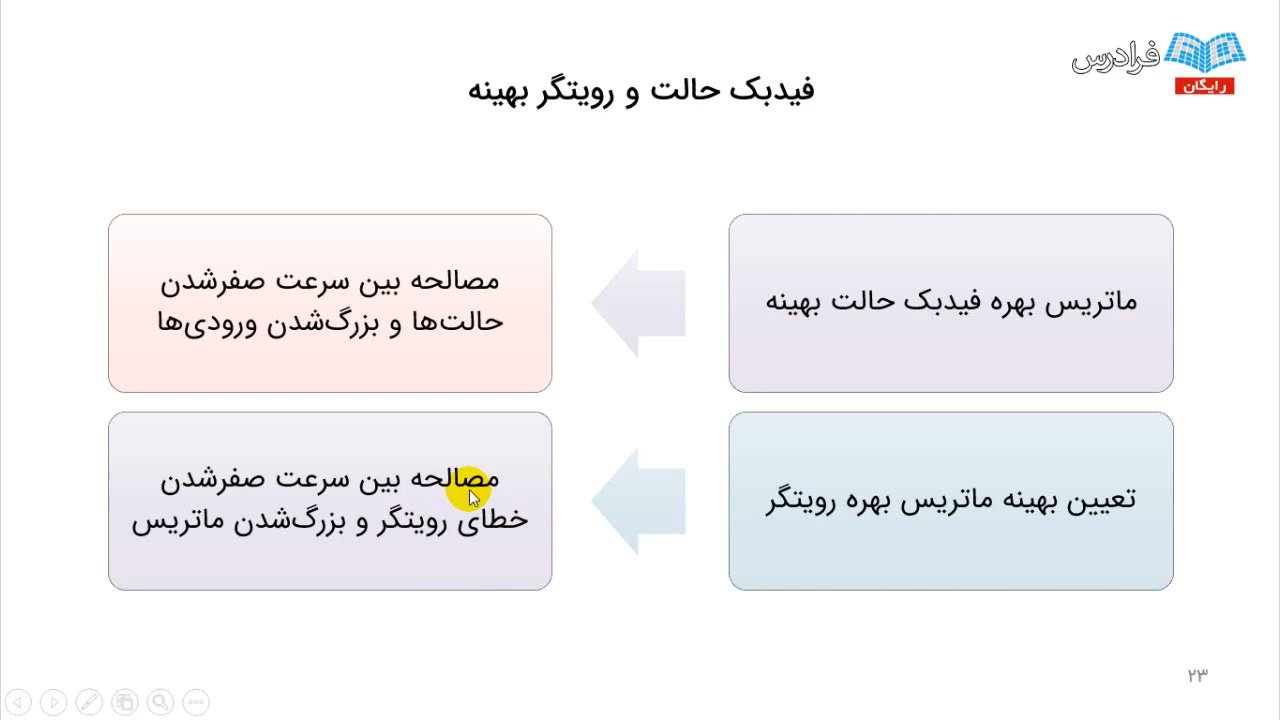 فرادرس
رایگان
فیدبک حالت و رویتگر بهینه
ماتریس بهره فیدبک حالت بهینه
مصالحه بین سرعت صفرشدن
حالت‌ها و بزرگ‌شدن ورودی‌ها
تعیین بهینه ماتریس بهره رویتگر
مصالحه بین سرعت صفرشدن
خطای رویتگر و بزرگ‌شدن ماتریس
۲۳